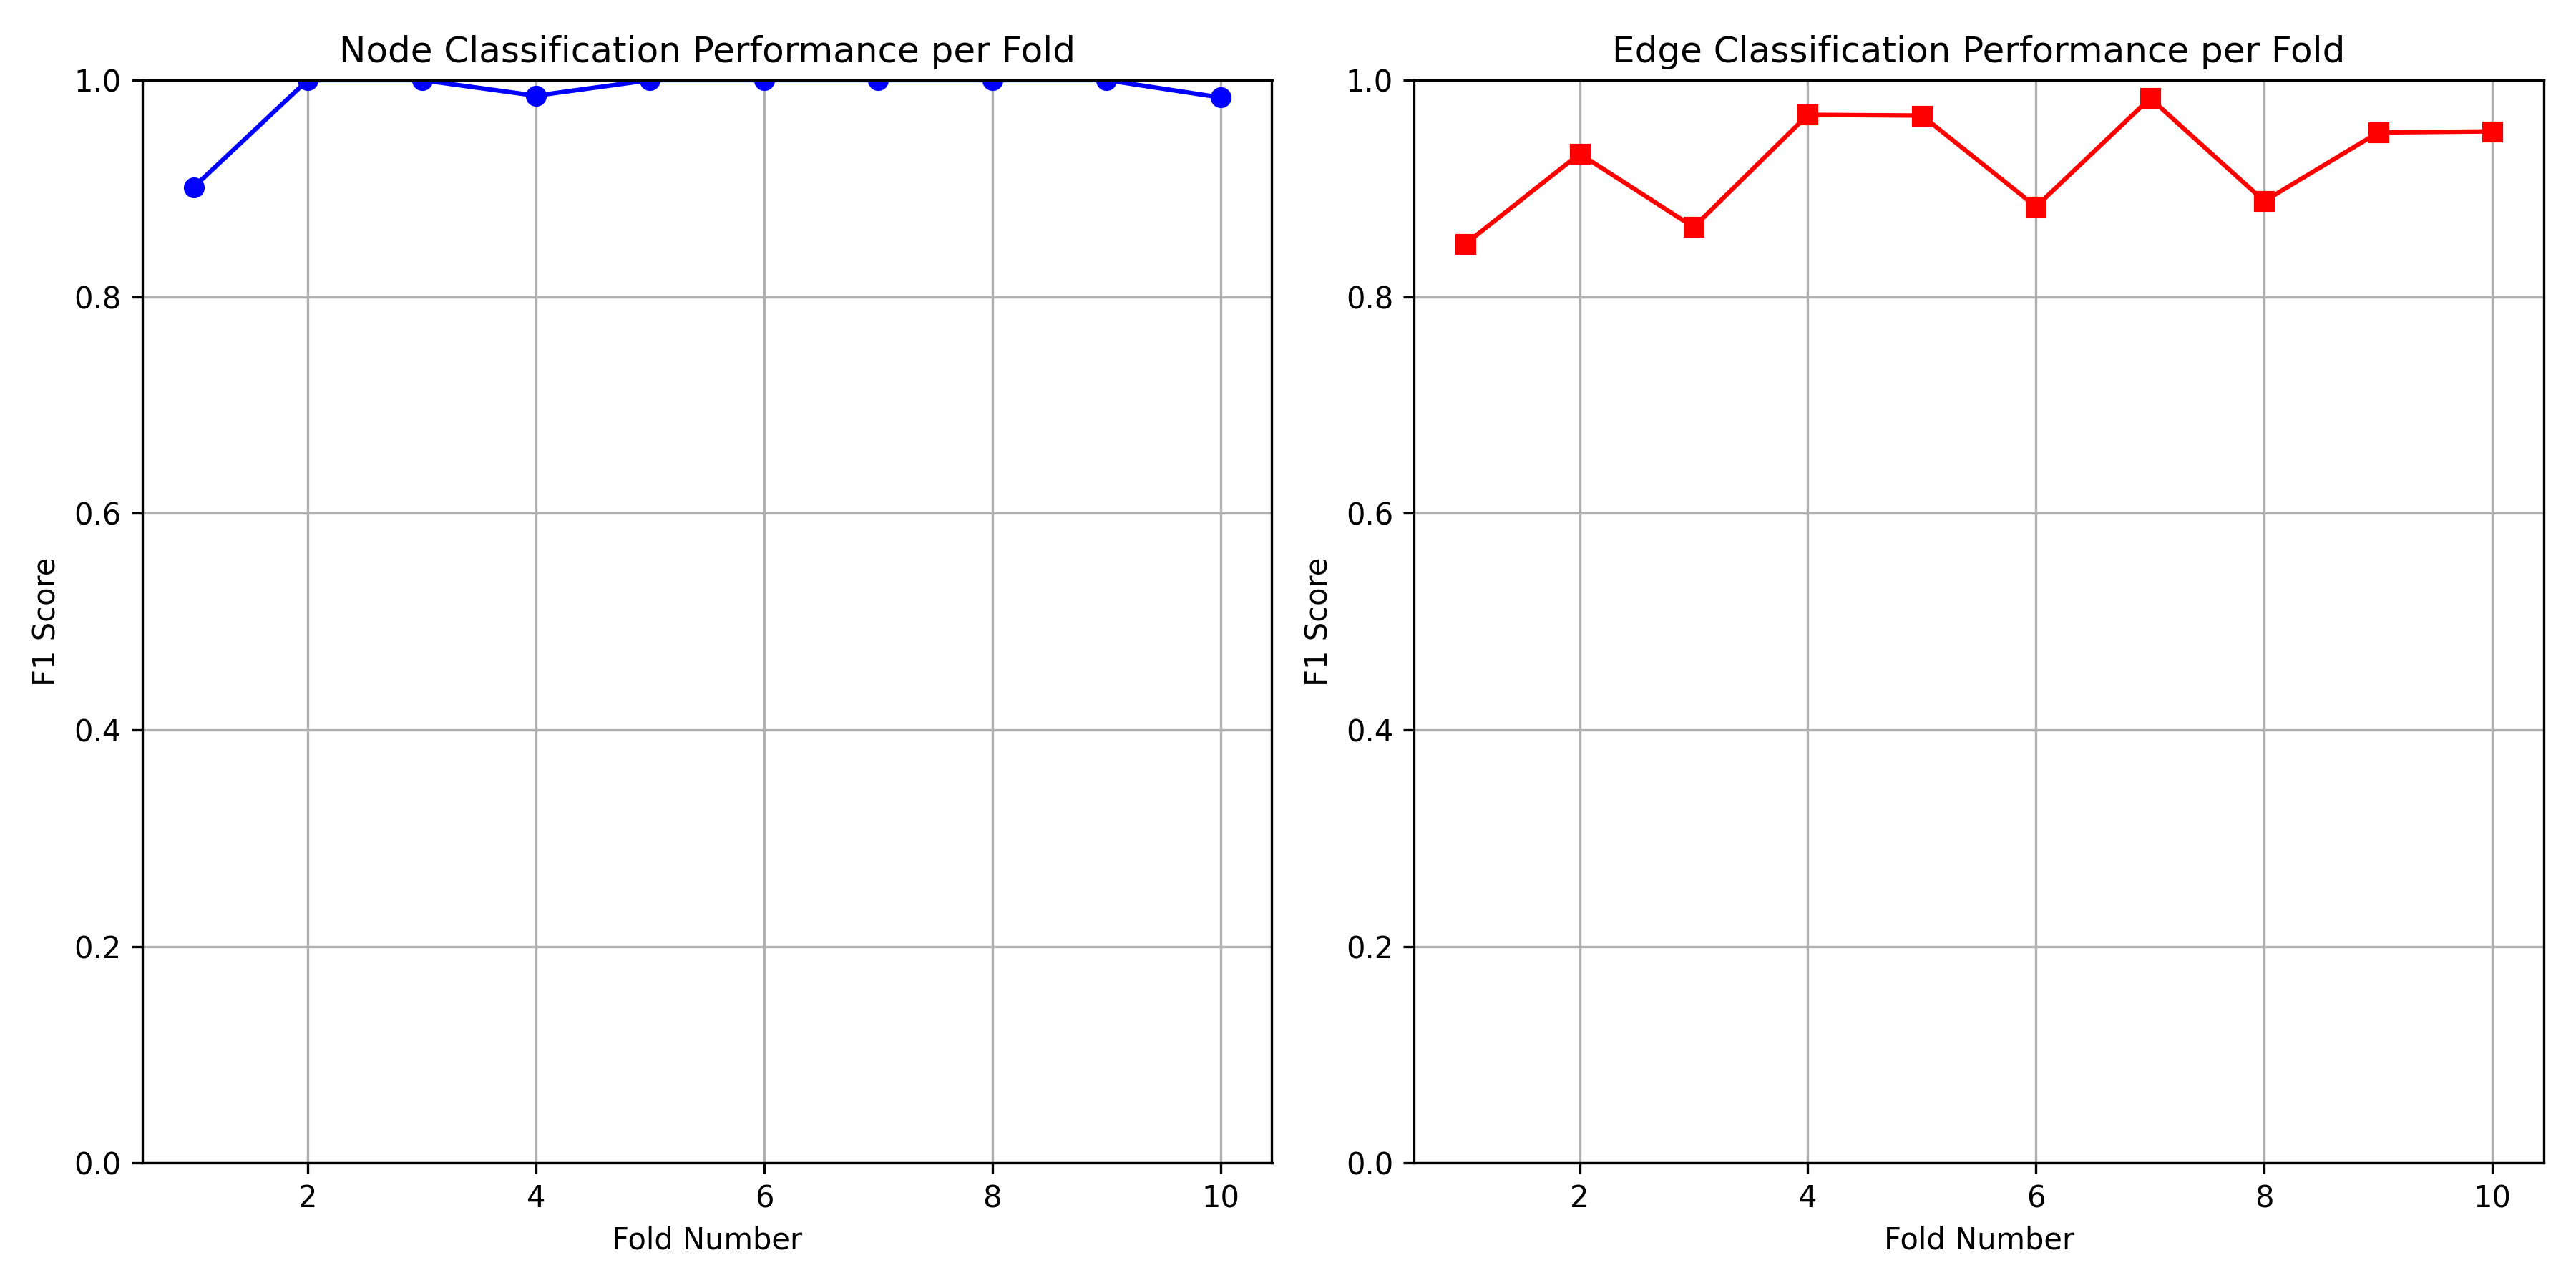 Node Classification Performance per Fold
1.0
0.8
0.6
0.4
0.2
0.0
F1 Score
2 4 6 8 10
Fold Number
Edge Classification Performance per Fold
1.0
0.8
0.6
0.4
0.2
0.0
F1 Score
2 4 6 8 10
Fold Number